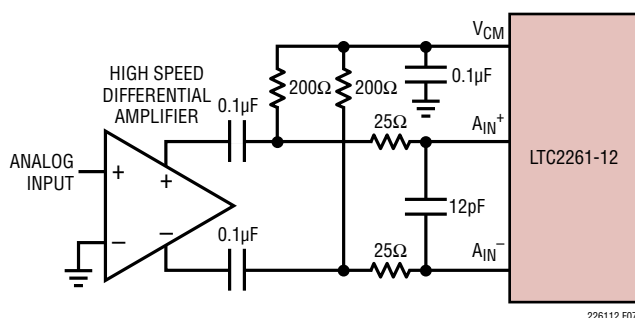 V_CM
HIGH SPEED
DIFFERENTIAL
AMPLIFIER
200Ω
200Ω
0.1µF
0.1µF
25Ω
A_IN^+
ANALOG
INPUT
+
+
LTC2261-12
12pF
−
−
0.1µF
25Ω
A_IN^−
226112 F07